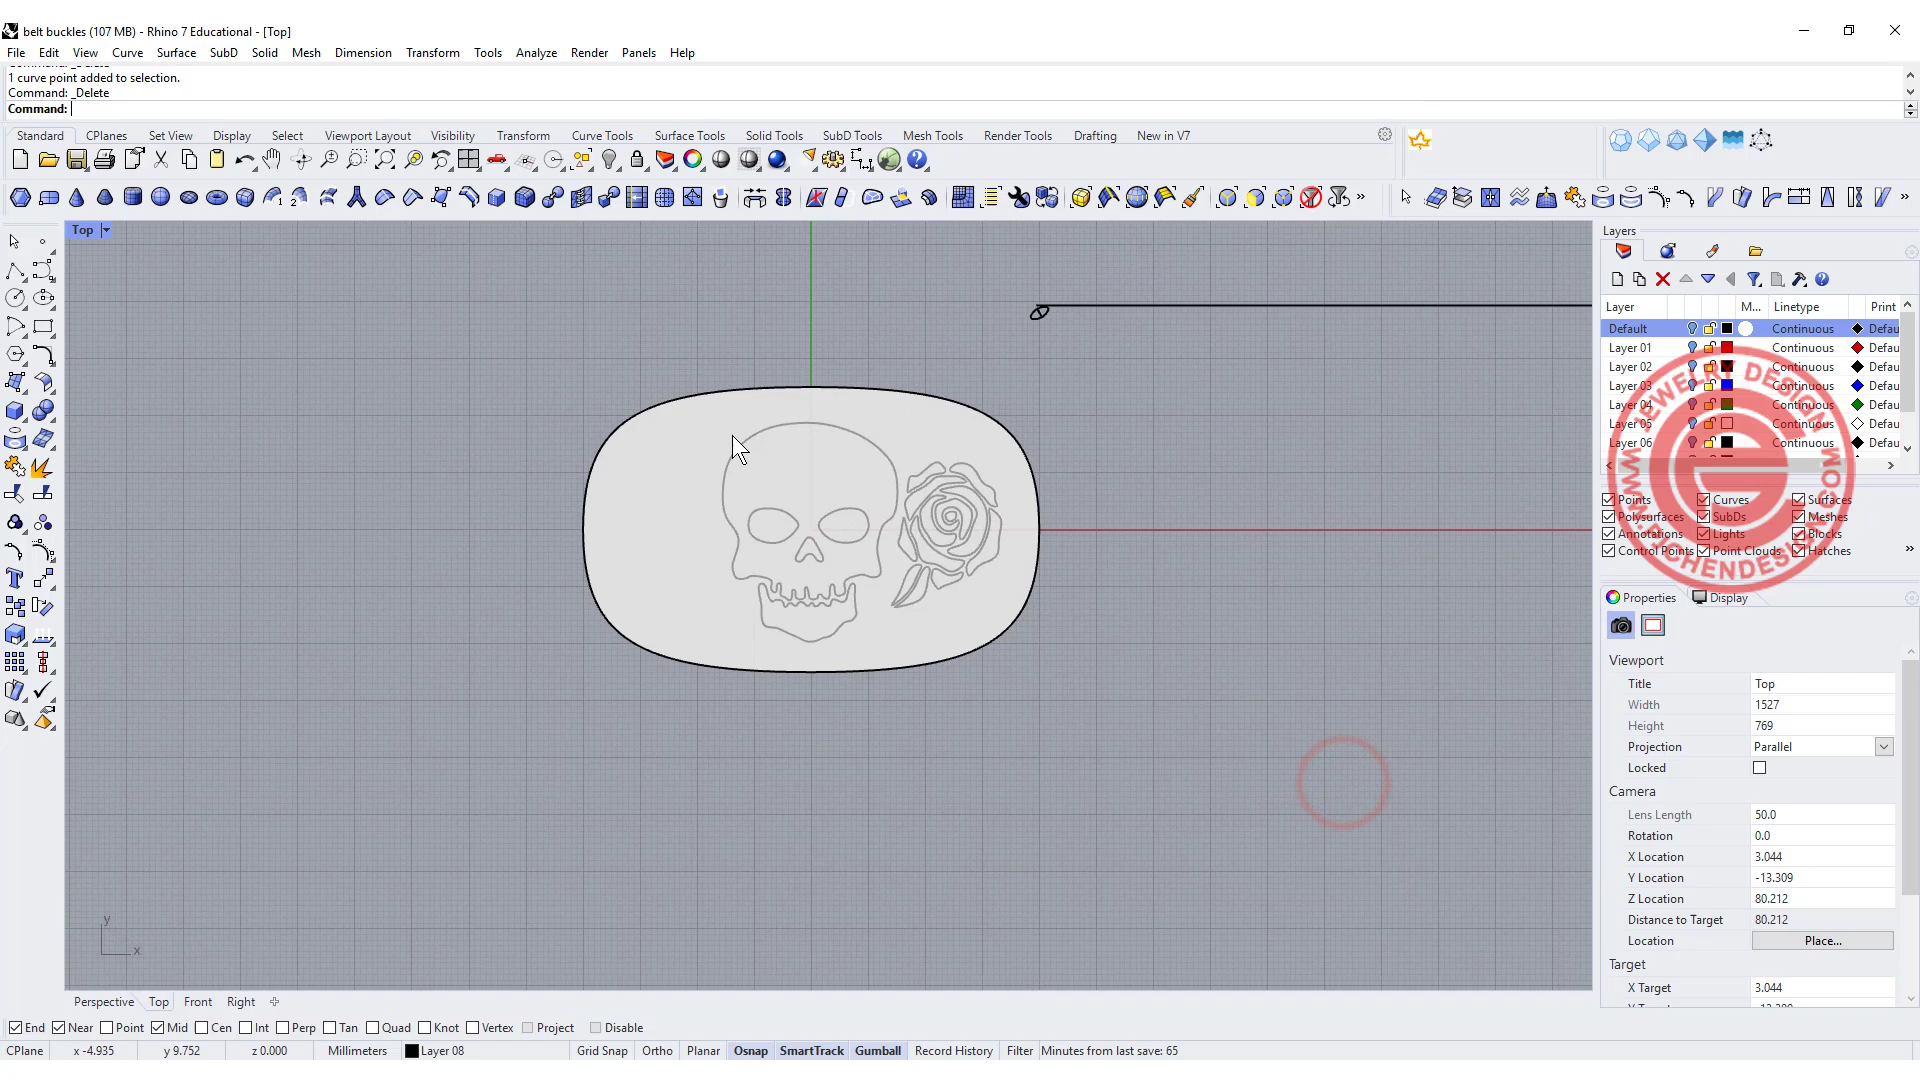 belt buckles (107 MB) - Rhino 7 Educational - [Top]
File Edit View Curve Surface SubD Solid Mesh Dimension Transform Tools Analyze Render Panels Help
1 curve point added to selection.
Command: _Delete
Command:
Standard CPlanes Set View Display Select Viewport Layout Visibility Transform Curve Tools Surface Tools Solid Tools SubD Tools Mesh Tools Render Tools Drafting New in V7
Top
Layers
Layer M... Linetype Print
Default Continuous Defau
Layer 01 Continuous Defau
Layer 02 Continuous Defau
Layer 03 Continuous Defau
Layer 04 Continuous Defau
Layer 05 Continuous Defau
Layer 06 Continuous Defau
JEWELRY DESIGN
WWW.PJCHENDESIGN.COM
Points Curves Surfaces
Polysurfaces SubDs Meshes
Annotations Lights Blocks
Control Points Point Clouds Hatches
Properties Display
Viewport
Title Top
Width 1527
Height 769
Projection Parallel
Locked
Camera
Lens Length 50.0
Rotation 0.0
X Location 3.044
Y Location -13.309
Z Location 80.212
Distance to Target 80.212
Location Place...
Target
X Target 3.044
y
x
Perspective Top Front Right
End Near Point Mid Cen Int Perp Tan Quad Knot Vertex Project Disable
CPlane x -4.935 y 9.752 z 0.000 Millimeters Layer 08 Grid Snap Ortho Planar Osnap SmartTrack Gumball Record History Filter Minutes from last save: 65